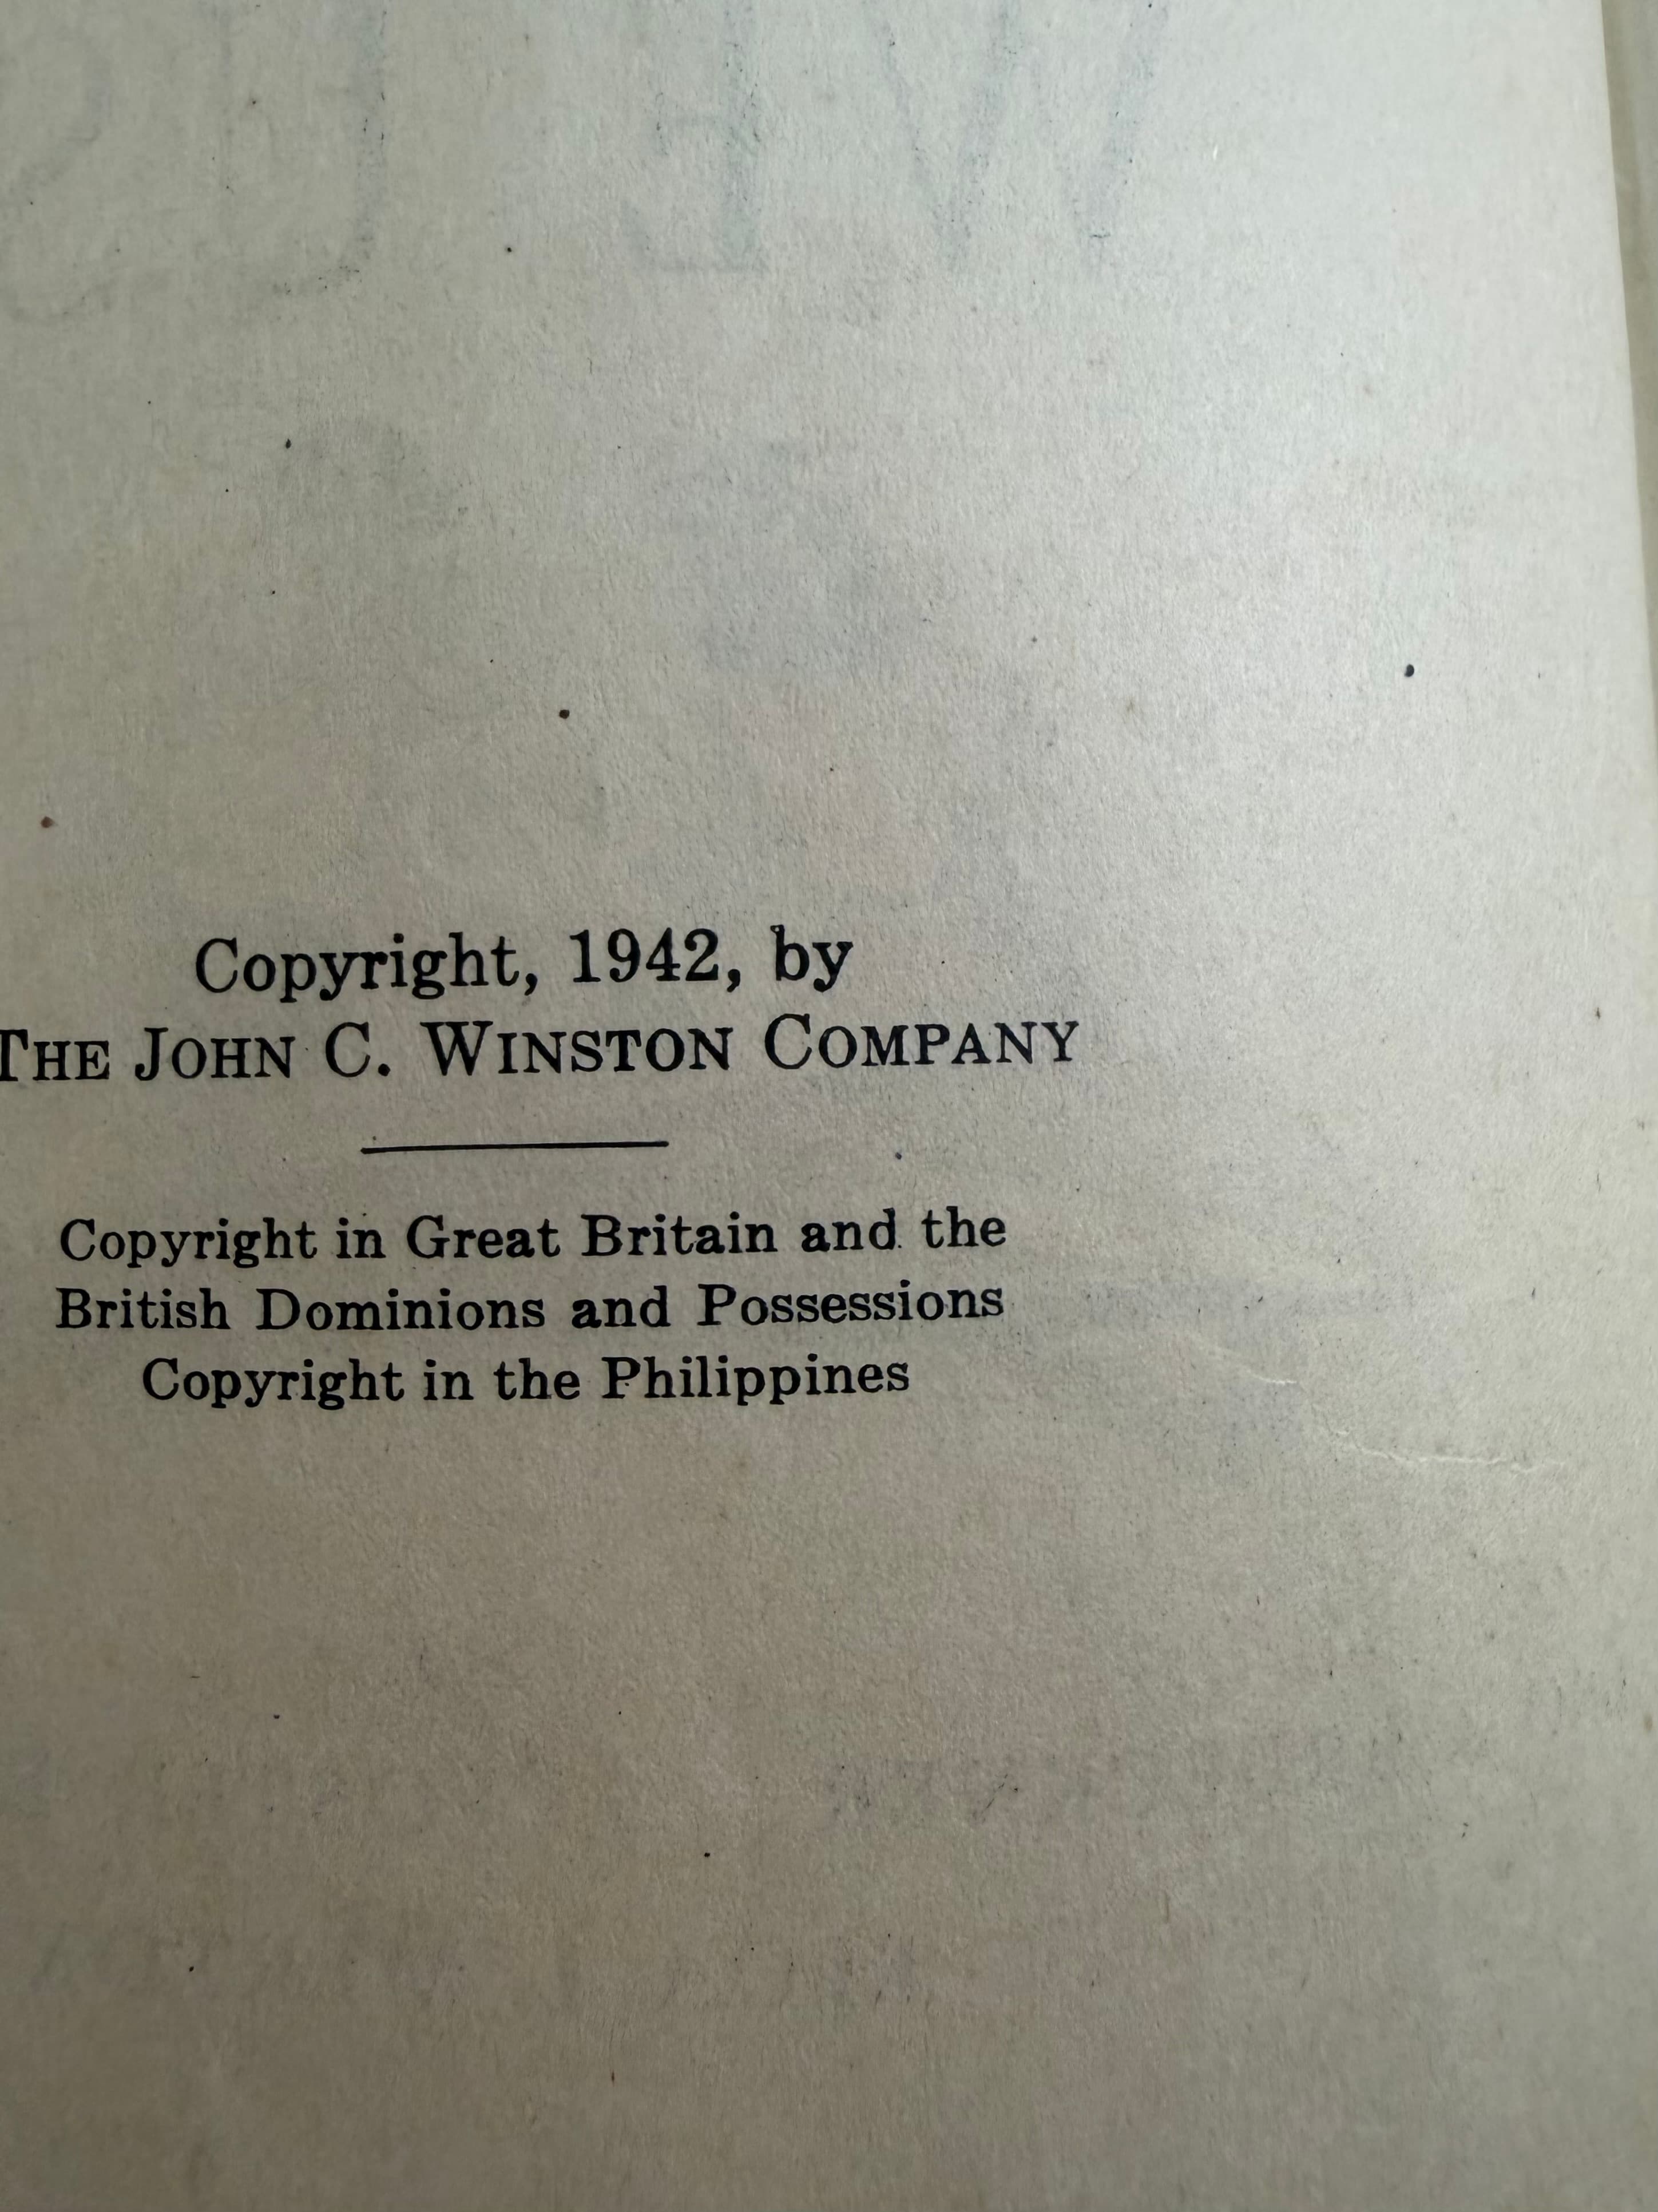 Copyright, 1942, by
THE JOHN C. WINSTON COMPANY
Copyright in Great Britain and the
British Dominions and Possessions
Copyright in the Philippines